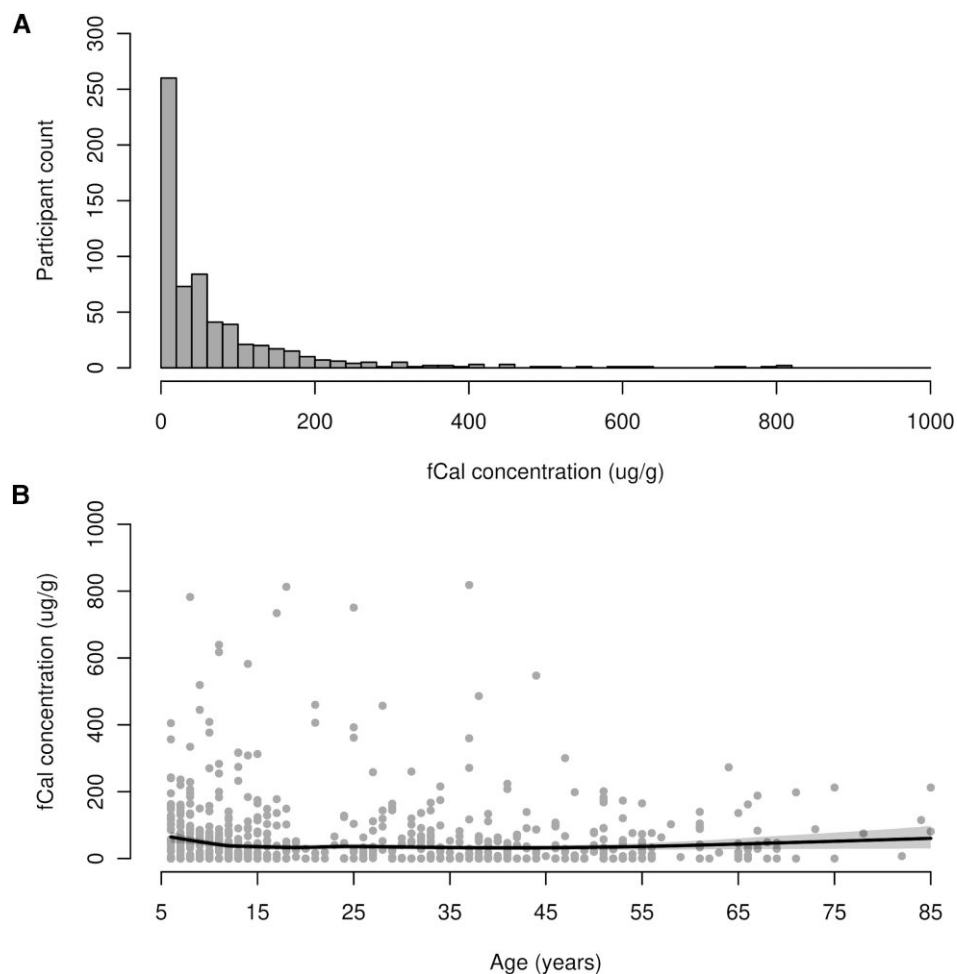 A
Participant count
300
250
200
150
100
50
0
0 200 400 600 800 1000
fCal concentration (ug/g)
B
fCal concentration (ug/g)
1000
800
600
400
200
0
5 15 25 35 45 55 65 75 85
Age (years)